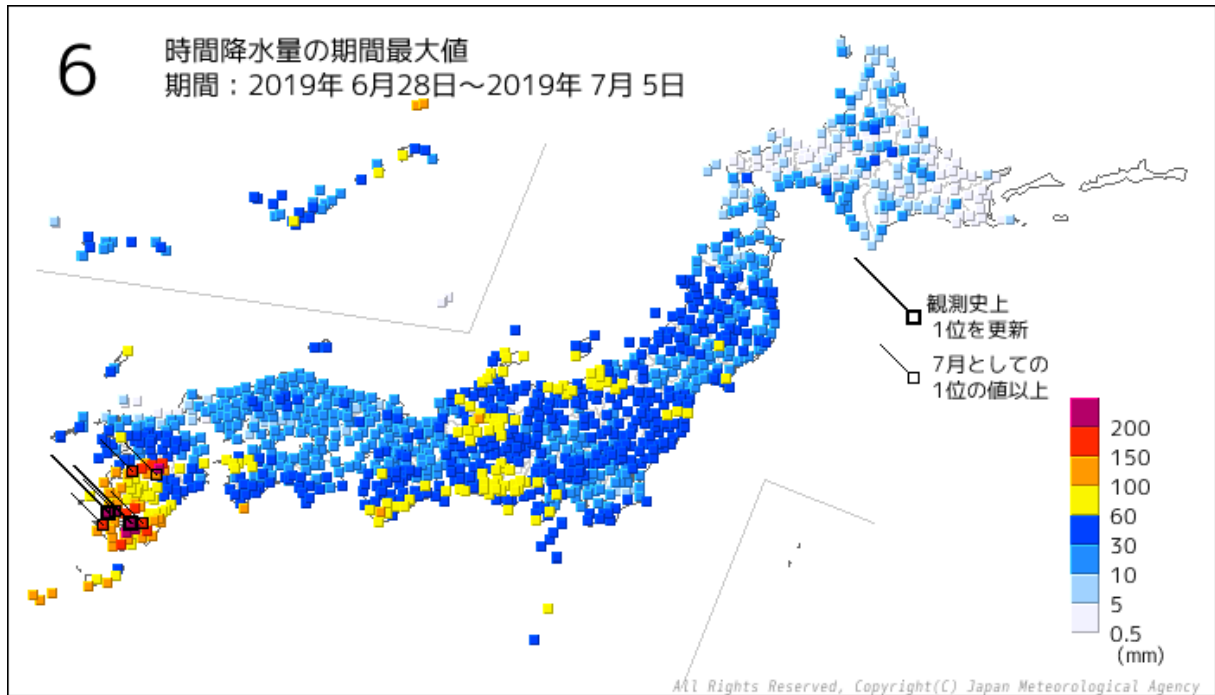 6
時間降水量の期間最大値
期間：2019年 6月28日～2019年 7月 5日
観測史上
1位を更新
7月としての
1位の値以上
200
150
100
60
30
10
5
0.5
(mm)
All Rights Reserved, Copyright(C) Japan Meteorological Agency